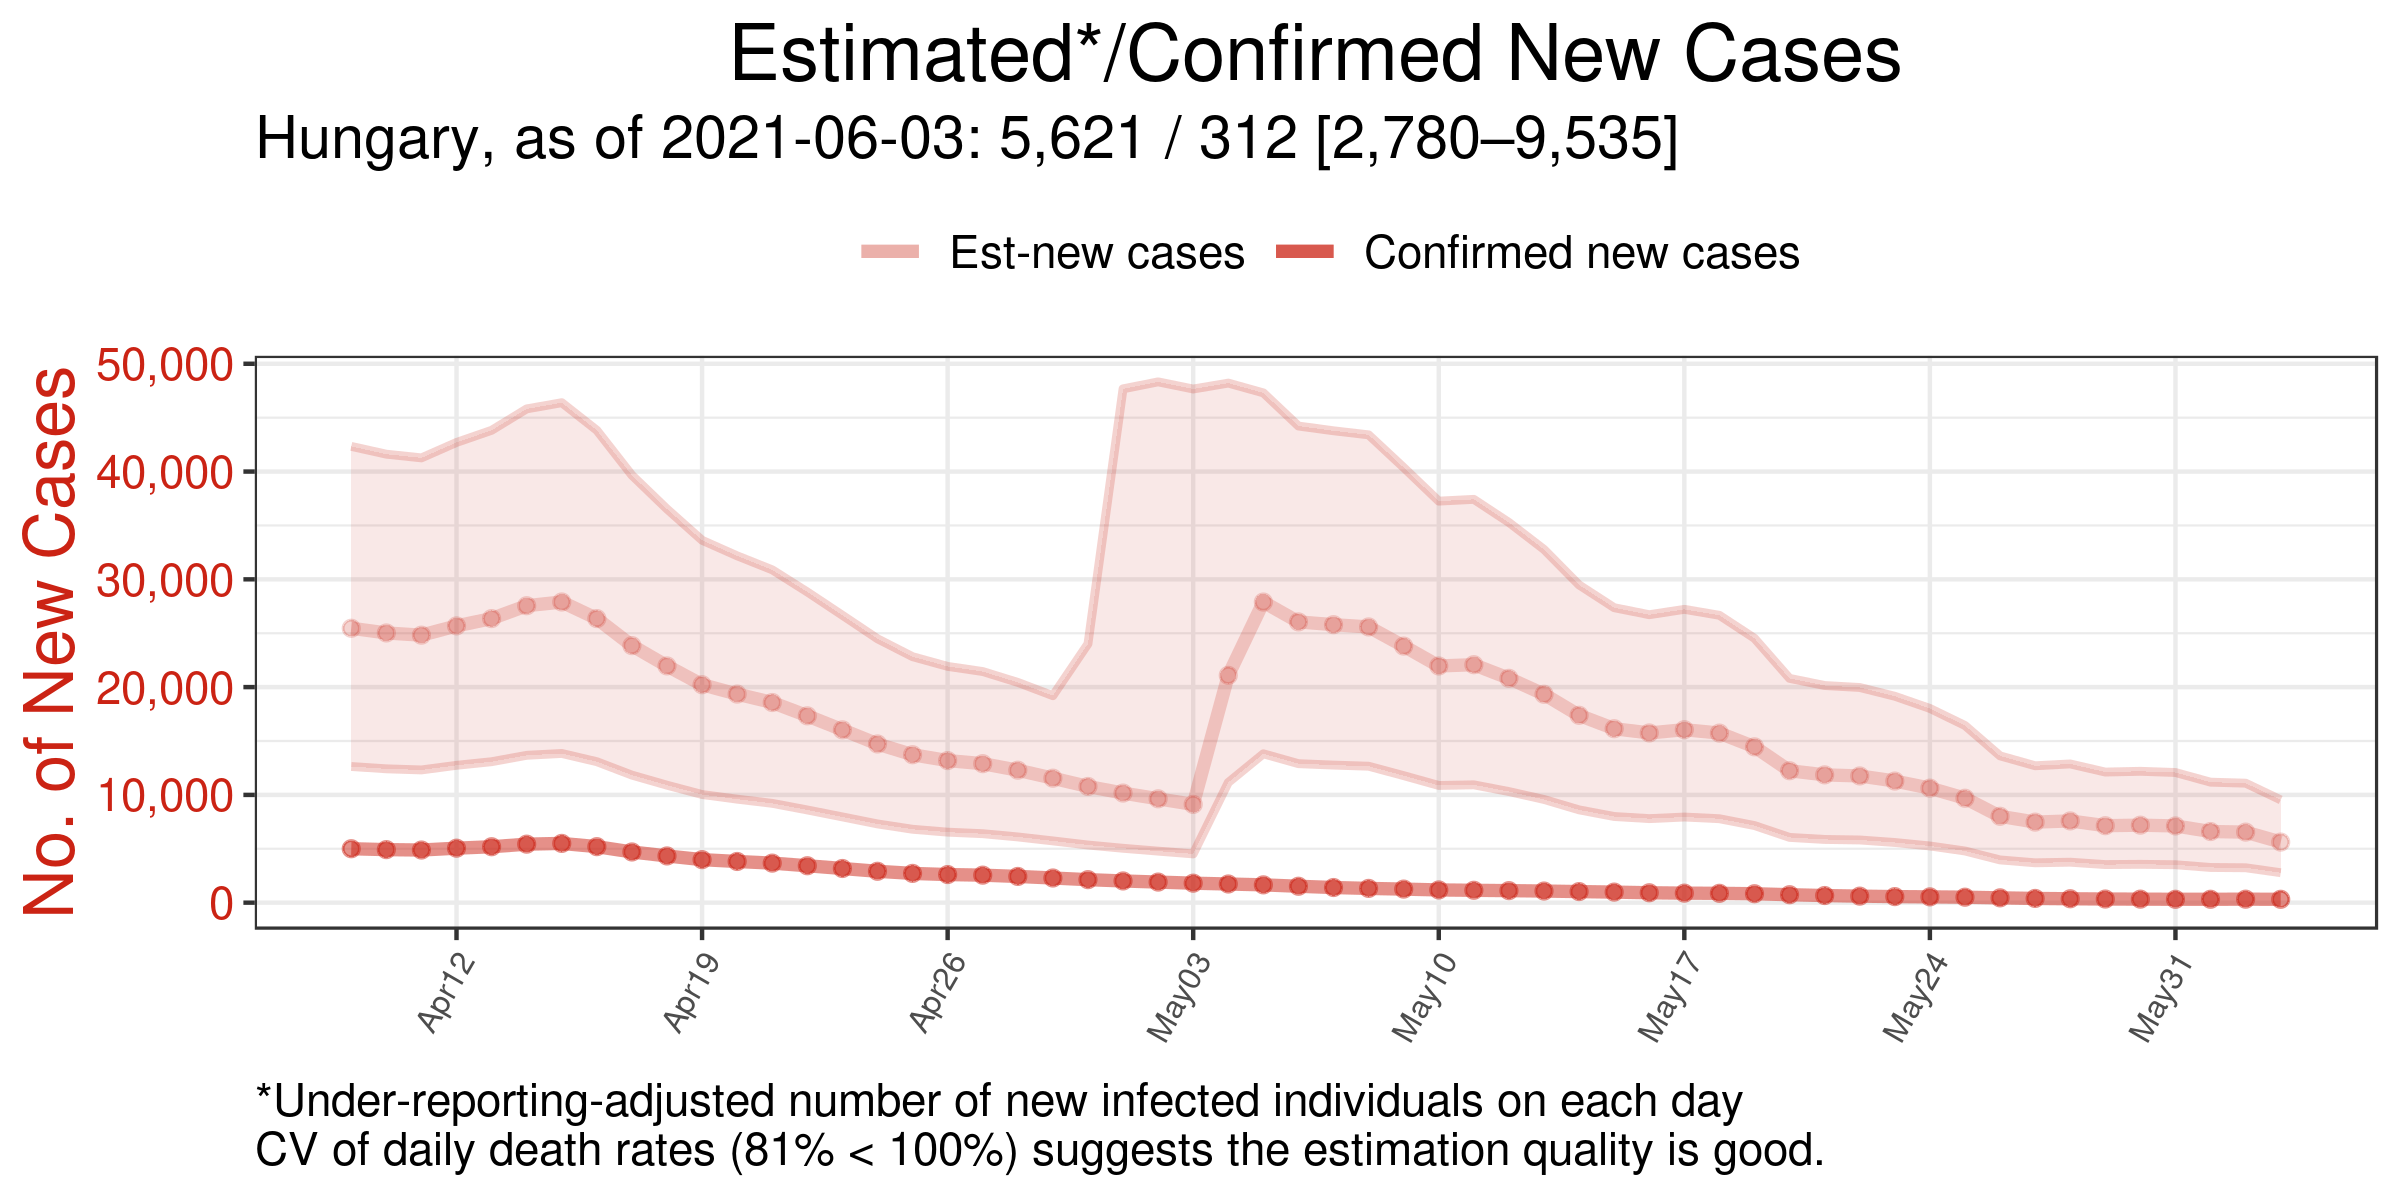 Estimated*/Confirmed New Cases
Hungary, as of 2021-06-03: 5,621 / 312 [2,780–9,535]
Est-new cases Confirmed new cases
No. of New Cases
50,000
40,000
30,000
20,000
10,000
0
Apr12 Apr19 Apr26 May03 May10 May17 May24 May31
*Under-reporting-adjusted number of new infected individuals on each day
CV of daily death rates (81% < 100%) suggests the estimation quality is good.